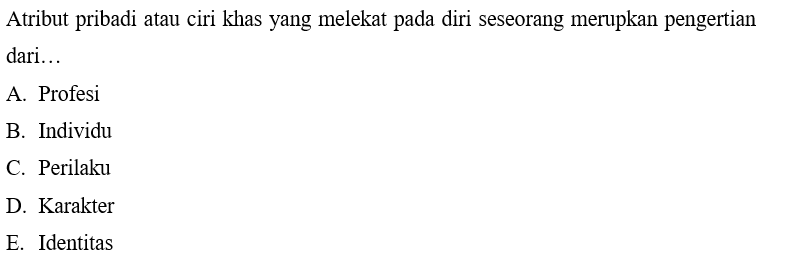 Atribut pribadi atau ciri khas yang melekat pada diri seseorang merupkan pengertian
dari…
A. Profesi
B. Individu
C. Perilaku
D. Karakter
E. Identitas